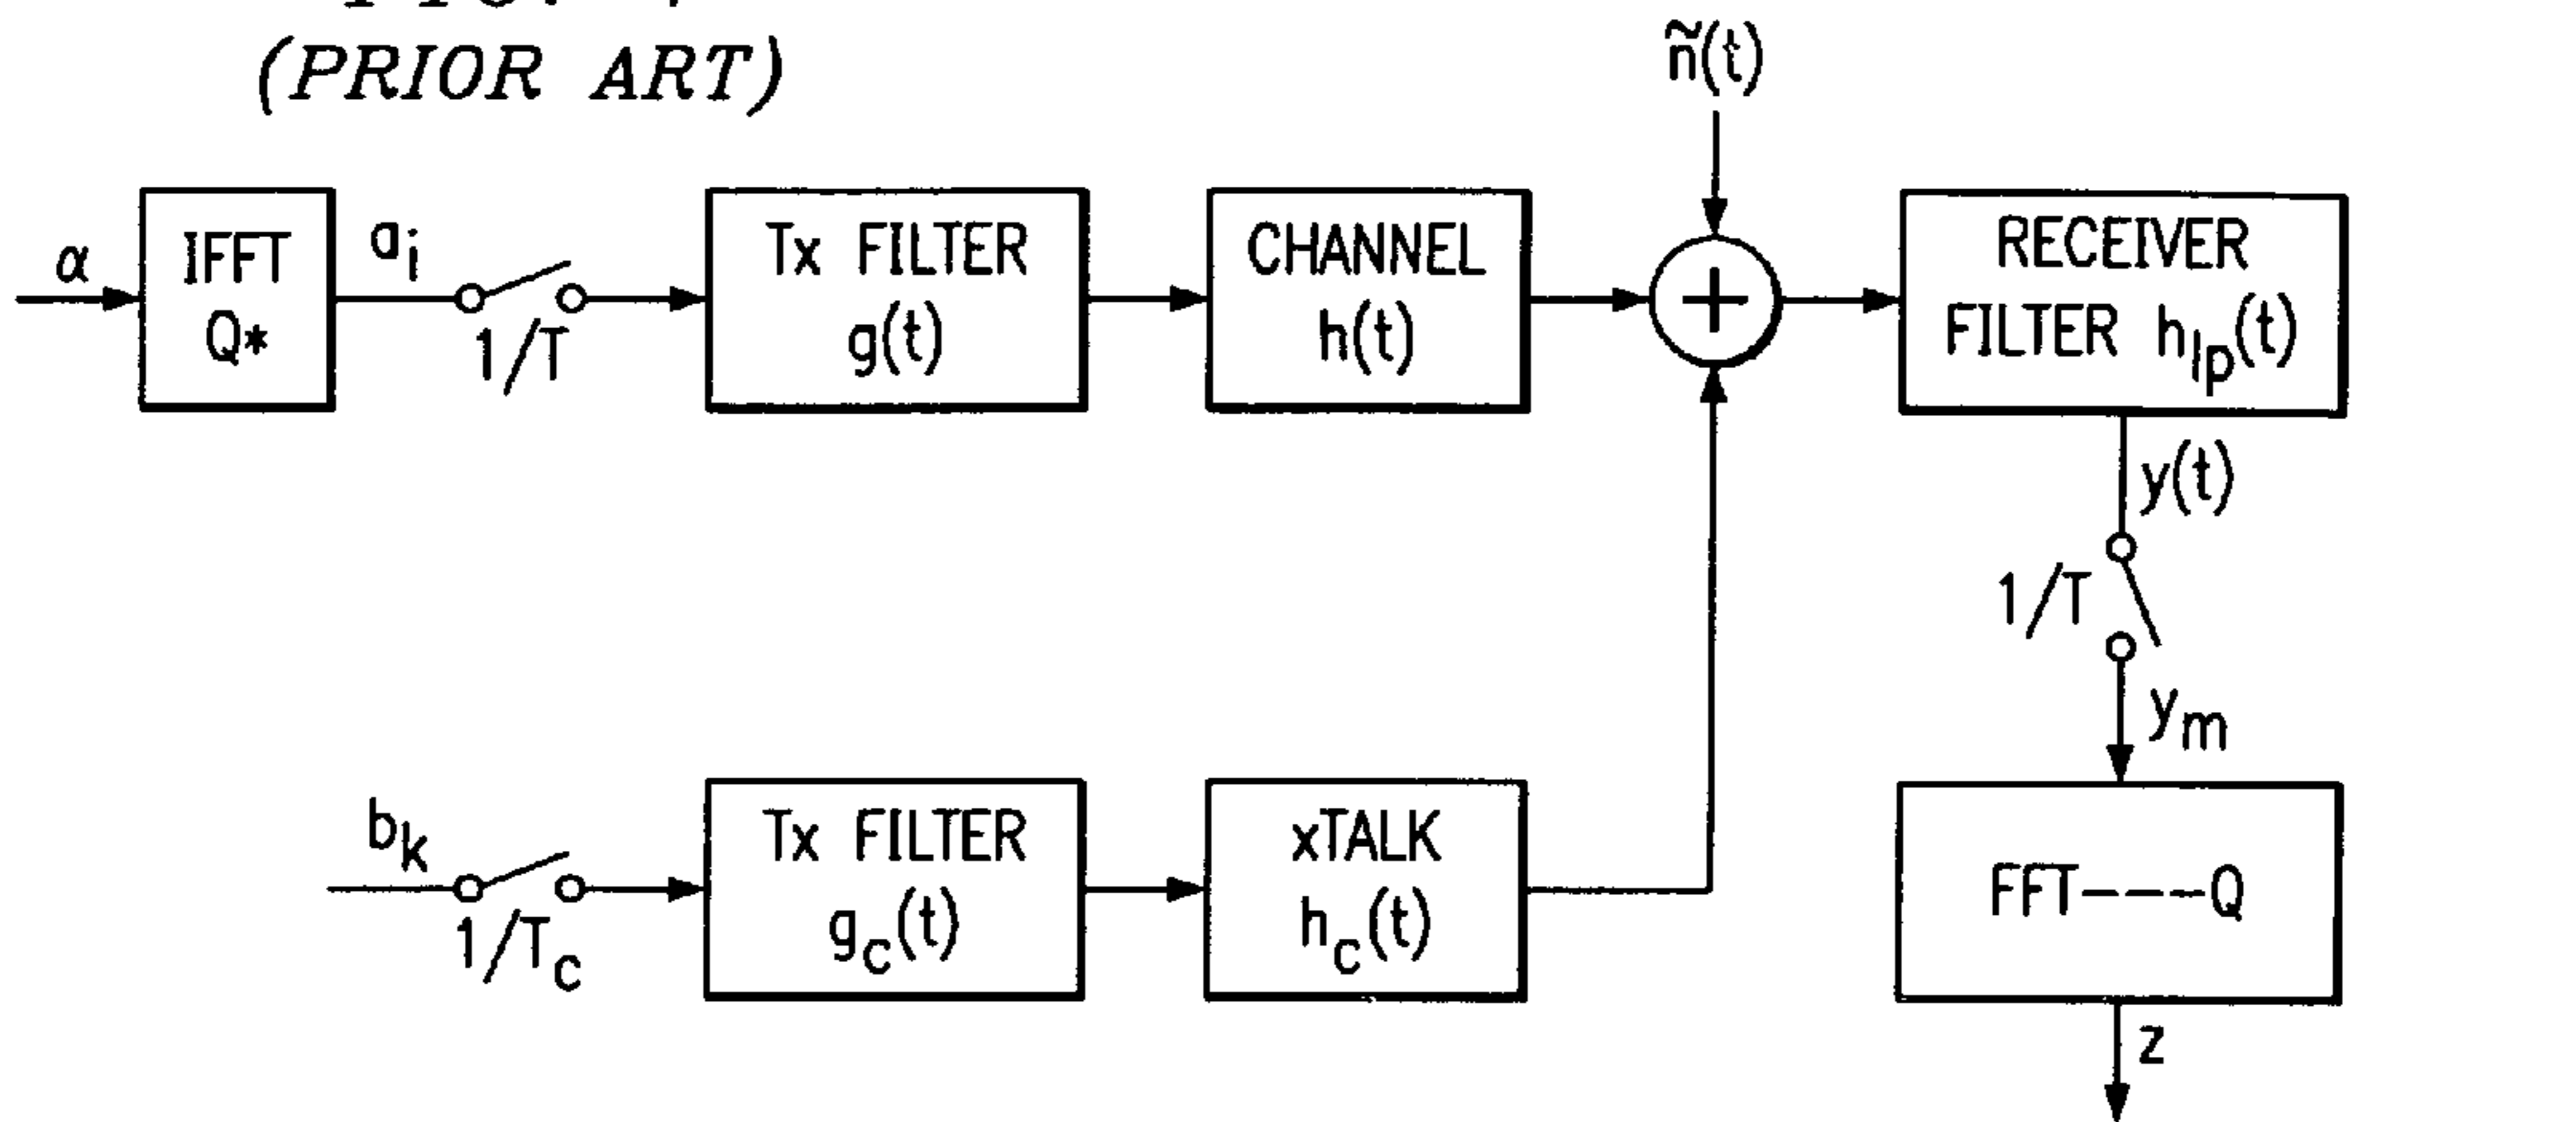 (PRIOR ART)
ñ(t)
α
IFFT
Q*
a_i
1/T
Tx FILTER
g(t)
CHANNEL
h(t)
+
RECEIVER
FILTER h_lp(t)
y(t)
1/T
y_m
b_k
1/T_c
Tx FILTER
g_c(t)
xTALK
h_c(t)
FFT---Q
z